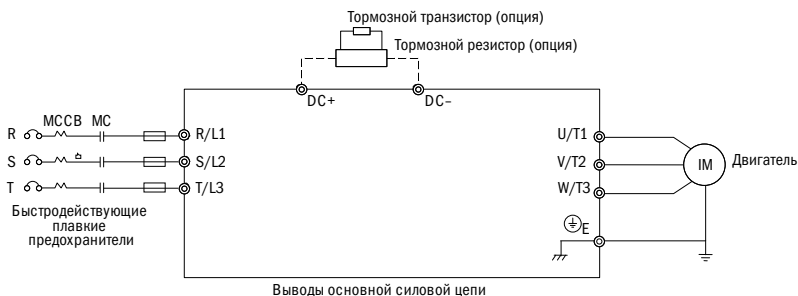 Тормозной транзистор (опция)
Тормозной резистор (опция)
DC+
DC-
MCCB MC
R
R/L1
U/T1
S
S/L2
V/T2
IM
Двигатель
T
T/L3
W/T3
Быстродействующие
плавкие
предохранители
E
Выводы основной силовой цепи